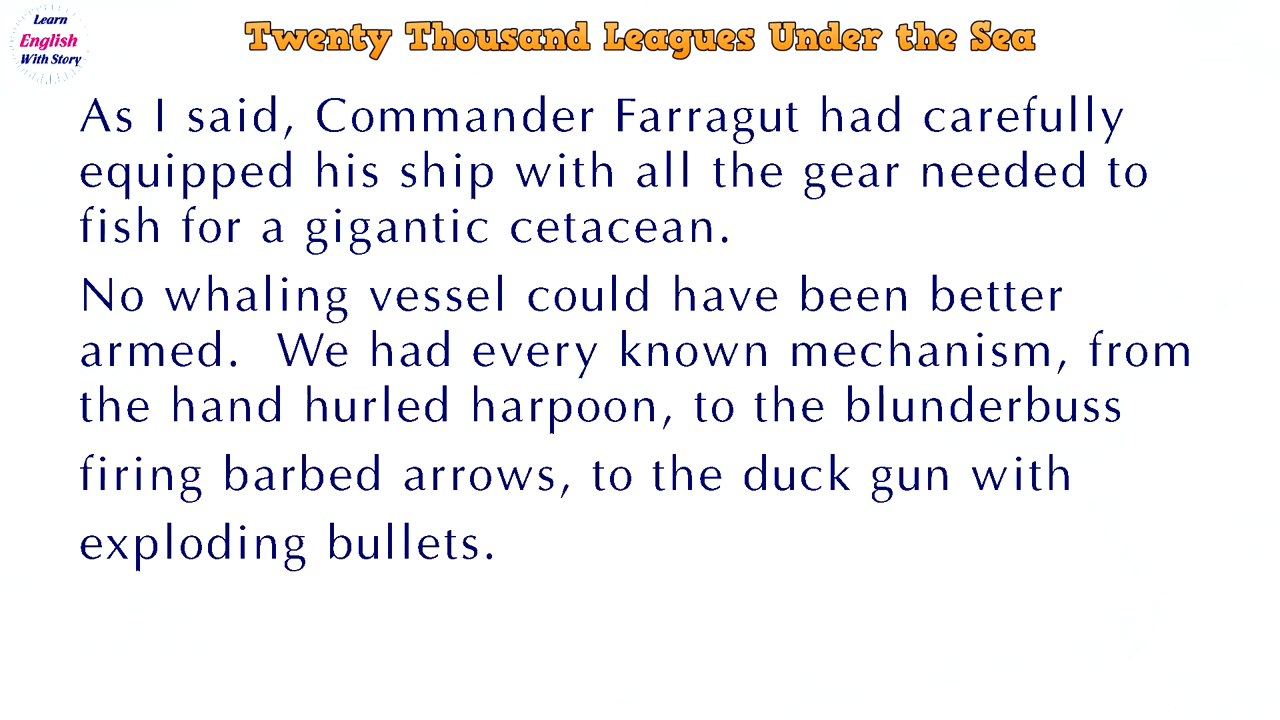 Learn
English
With Story
Twenty Thousand Leagues Under the Sea
As I said, Commander Farragut had carefully
equipped his ship with all the gear needed to
fish for a gigantic cetacean.
No whaling vessel could have been better
armed.  We had every known mechanism, from
the hand hurled harpoon, to the blunderbuss
firing barbed arrows, to the duck gun with
exploding bullets.